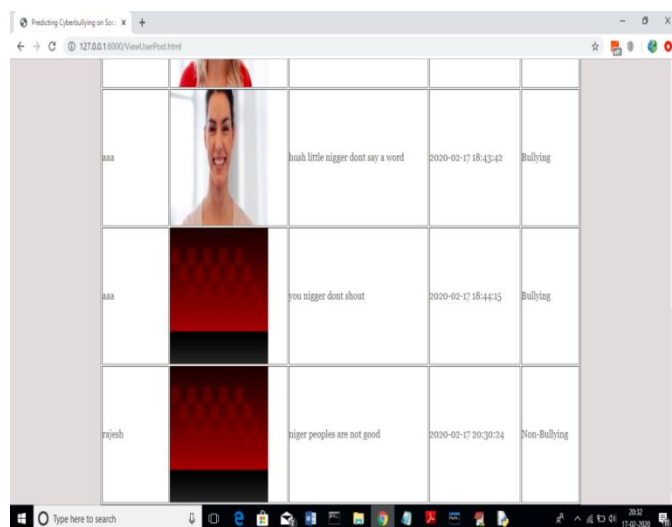 Predicting Cyberbullying on Soc
127.0.0.1:8000/ViewUserPost.html
aaa hush little nigger dont say a word 2020-02-17 18:43:42 Bullying
aaa you nigger dont shout 2020-02-17 18:44:15 Bullying
rajesh niger peoples are not good 2020-02-17 20:30:24 Non-Bullying
Type here to search
20:32
17-02-2020